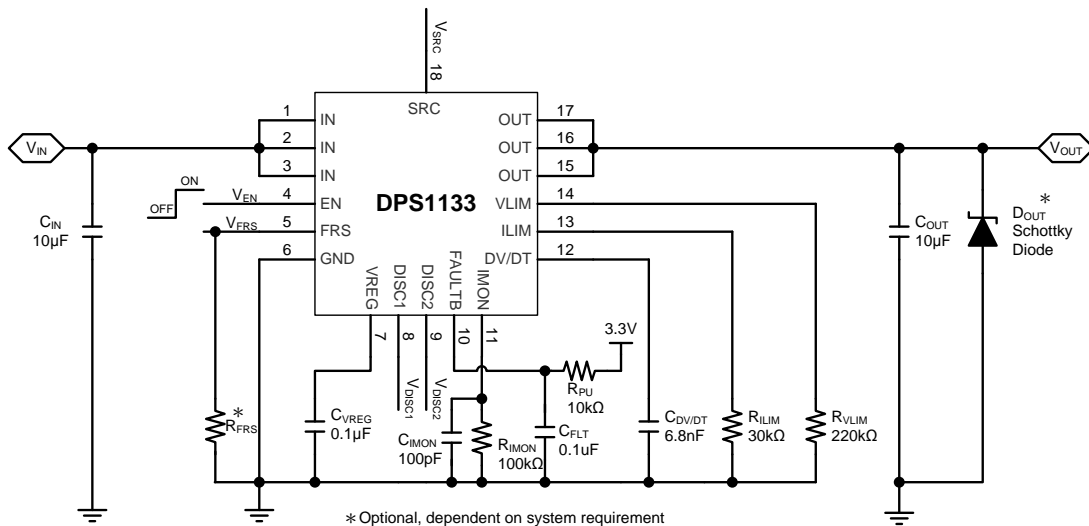 VSRC
18
SRC
1
IN
OUT
17
2
IN
OUT
16
VIN
VOUT
3
IN
OUT
15
ON
OFF
VEN
4
EN
DPS1133
VLIM
14
VFRS
5
FRS
ILIM
13
6
GND
DV/DT
12
CIN
10µF
COUT
10µF
*
DOUT
Schottky
Diode
VREG
DISC1
DISC2
FAULTB
IMON
7
8
9
10
11
VDISC1
VDISC2
3.3V
RPU
10kΩ
*
RFRS
CVREG
0.1µF
CIMON
100pF
RIMON
100kΩ
CFLT
0.1uF
CDV/DT
6.8nF
RILIM
30kΩ
RVLIM
220kΩ
*Optional, dependent on system requirement